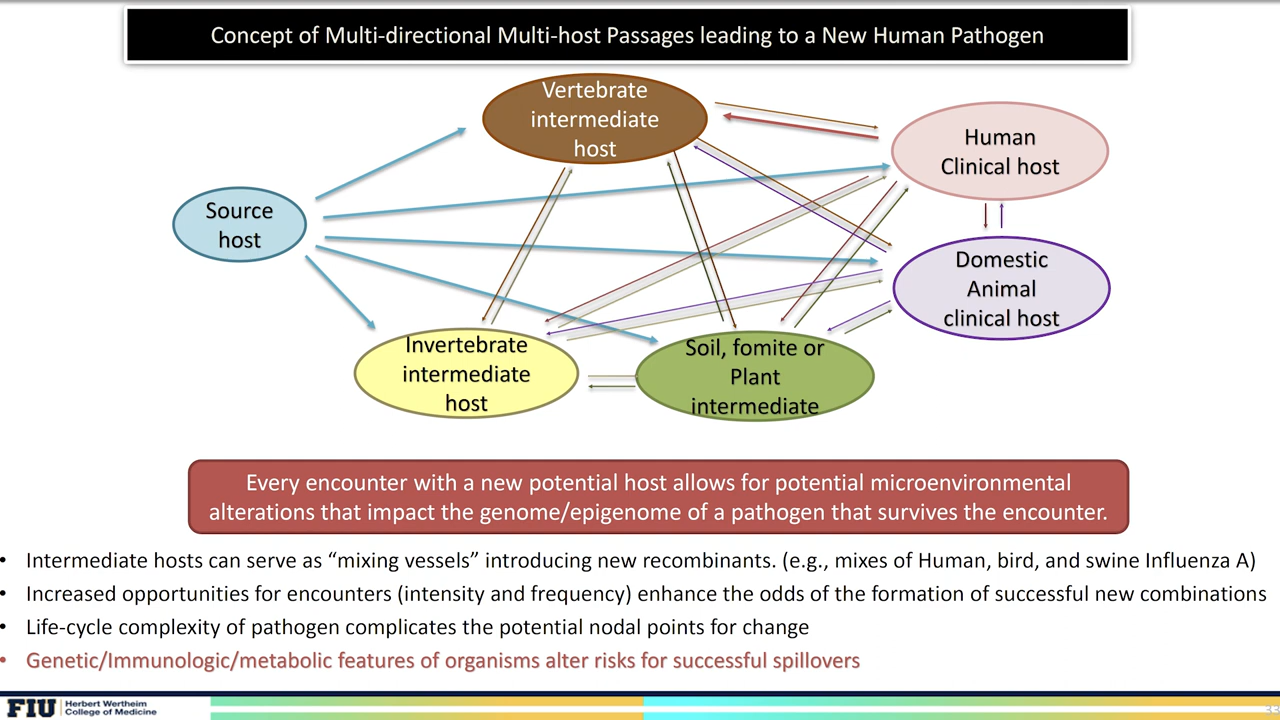 Concept of Multi-directional Multi-host Passages leading to a New Human Pathogen
Vertebrate
intermediate
host
Human
Clinical host
Source
host
Domestic
Animal
clinical host
Invertebrate
intermediate
host
Soil, fomite or
Plant
intermediate
Every encounter with a new potential host allows for potential microenvironmental
alterations that impact the genome/epigenome of a pathogen that survives the encounter.
• Intermediate hosts can serve as “mixing vessels” introducing new recombinants. (e.g., mixes of Human, bird, and swine Influenza A)
• Increased opportunities for encounters (intensity and frequency) enhance the odds of the formation of successful new combinations
• Life-cycle complexity of pathogen complicates the potential nodal points for change
• Genetic/Immunologic/metabolic features of organisms alter risks for successful spillovers
FIU
Herbert Wertheim
College of Medicine
33